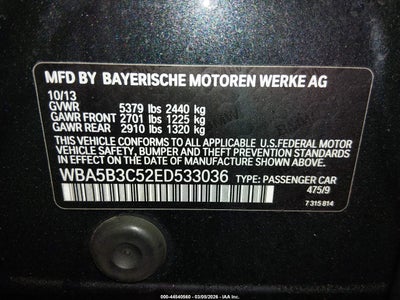 MFD BY BAYERISCHE MOTOREN WERKE AG
10/13
GVWR 5379 lbs 2440 kg
GAWR FRONT 2701 lbs 1225 kg
GAWR REAR 2910 lbs 1320 kg
THIS VEHICLE CONFORMS TO ALL APPLICABLE U.S.FEDERAL MOTOR
VEHICLE SAFETY, BUMPER AND THEFT PREVENTION STANDARDS IN
EFFECT ON THE DATE OF MANUFACTURE SHOWN ABOVE.
WBA5B3C52ED533036 TYPE: PASSENGER CAR
475/9
7 315 814
000-44540560 - 03/09/2026 - IAA Inc.